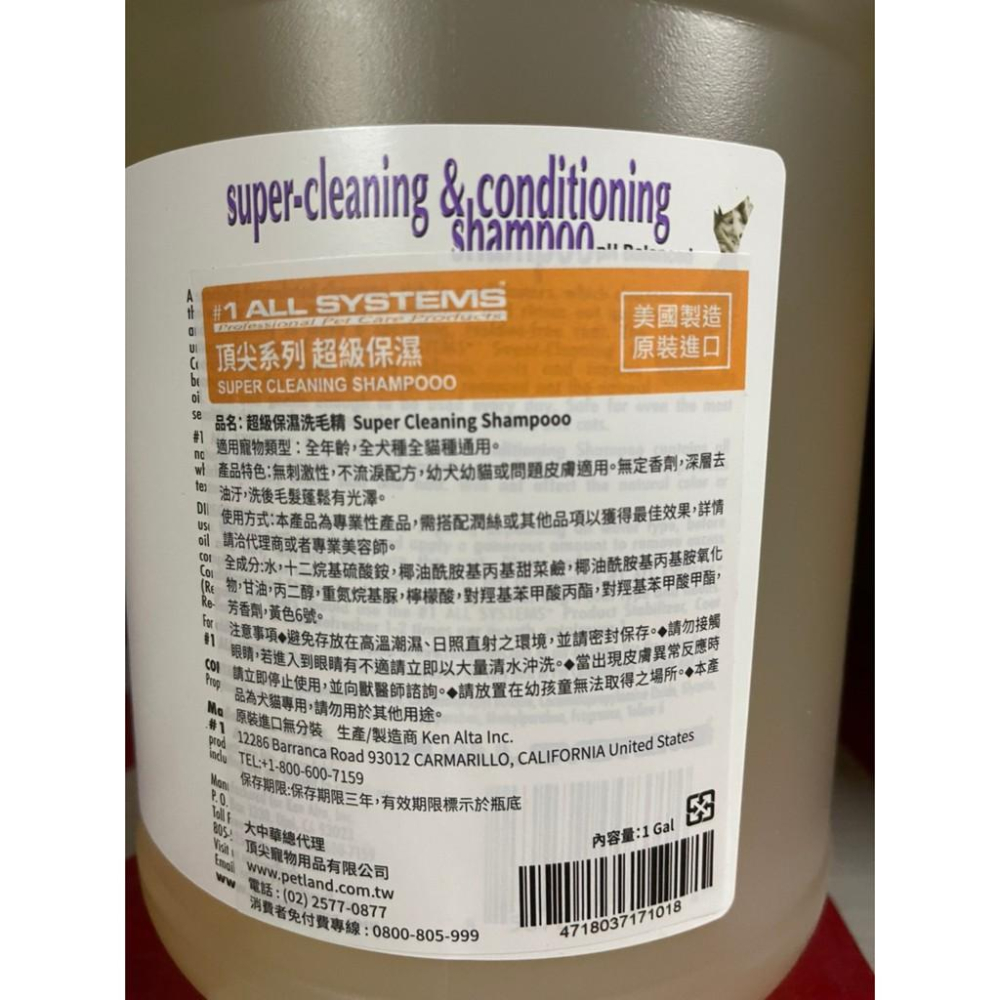 super-cleaning & conditioning
shampoo pH Balanced
#1 ALL SYSTEMS
Professional Pet Care Products
頂尖系列 超級保濕
SUPER CLEANING SHAMPOOO
美國製造
原裝進口
品名: 超級保濕洗毛精 Super Cleaning Shampooo
適用寵物類型：全年齡，全犬種全貓種通用。
產品特色:無刺激性，不流淚配方，幼犬幼貓或問題皮膚適用。無定香劑，深層去
油汙，洗後毛髮蓬鬆有光澤。
使用方式:本產品為專業性產品，需搭配潤絲或其他品項以獲得最佳效果，詳情
請洽代理商或者專業美容師。
全成分:水，十二烷基硫酸銨，椰油酰胺基丙基甜菜鹼，椰油酰胺基丙基胺氧化
物，甘油，丙二醇，重氮烷基脲，檸檬酸，對羥基苯甲酸丙酯，對羥基苯甲酸甲酯，
芳香劑，黃色6號。
注意事項◆避免存放在高溫潮濕、日照直射之環境，並請密封保存。◆請勿接觸
眼睛，若進入到眼睛有不適請立即以大量清水沖洗。◆當出現皮膚異常反應時
請立即停止使用，並向獸醫師諮詢。◆請放置在幼孩童無法取得之場所。◆本產
品為犬貓專用，請勿用於其他用途。
原裝進口無分裝 生產/製造商 Ken Alta Inc.
12286 Barranca Road 93012 CARMARILLO, CALIFORNIA United States
TEL:+1-800-600-7159
保存期限:保存期限三年，有效期限標示於瓶底
大中華總代理
頂尖寵物用品有限公司
www.petland.com.tw
電話 : (02) 2577-0877
消費者免付費專線 : 0800-805-999
內容量:1 Gal
4718037171018